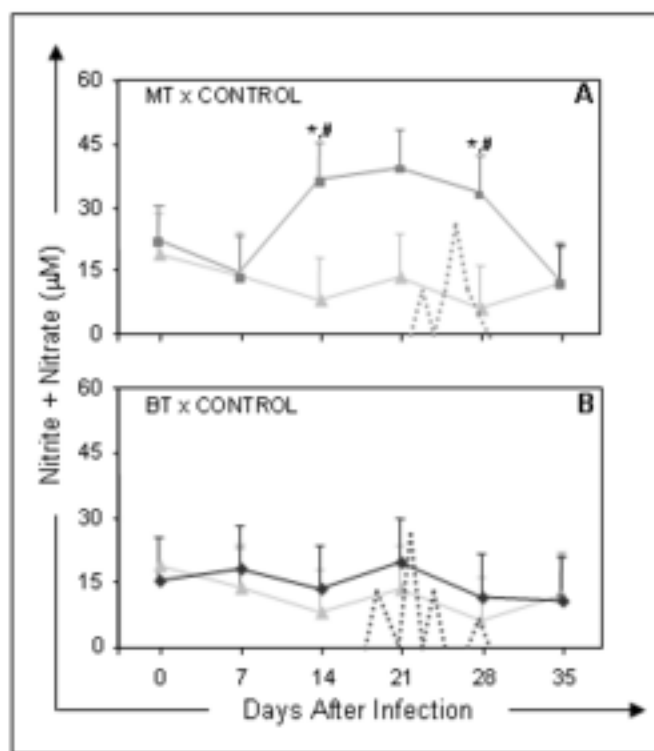 Nitrite + Nitrate (µM)
60
45
30
15
0
MT x CONTROL
A
*,#
*,#
60
45
30
15
0
BT x CONTROL
B
0 7 14 21 28 35
Days After Infection